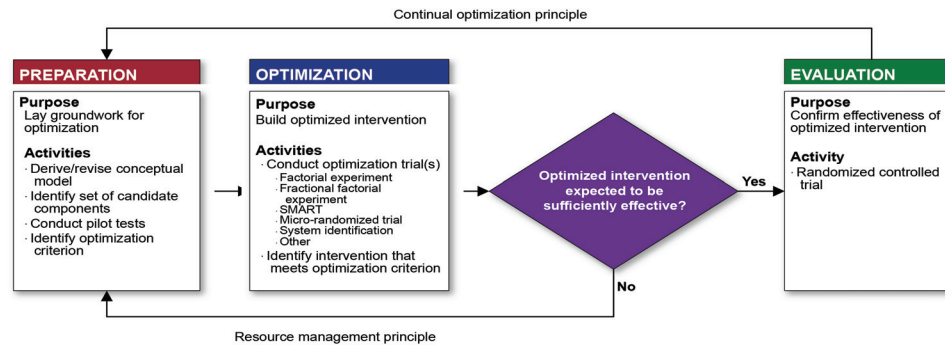 Continual optimization principle
PREPARATION
Purpose
Lay groundwork for
optimization
Activities
· Derive/revise conceptual
model
· Identify set of candidate
components
· Conduct pilot tests
· Identify optimization
criterion
OPTIMIZATION
Purpose
Build optimized intervention
Activities
· Conduct optimization trial(s)
· Factorial experiment
· Fractional factorial
experiment
· SMART
· Micro-randomized trial
· System identification
· Other
· Identify intervention that
meets optimization criterion
Optimized intervention
expected to be
sufficiently effective?
Yes
No
EVALUATION
Purpose
Confirm effectiveness of
optimized intervention
Activity
· Randomized controlled
trial
Resource management principle